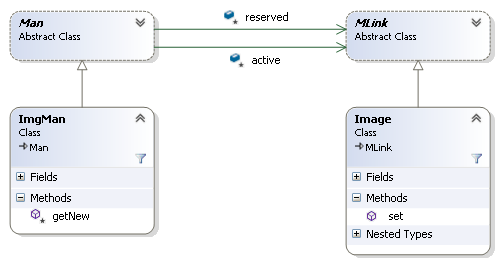 Man
Abstract Class
reserved
active
MLink
Abstract Class
ImgMan
Class
Man
Fields
Methods
getNew
Image
Class
MLink
Fields
Methods
set
Nested Types